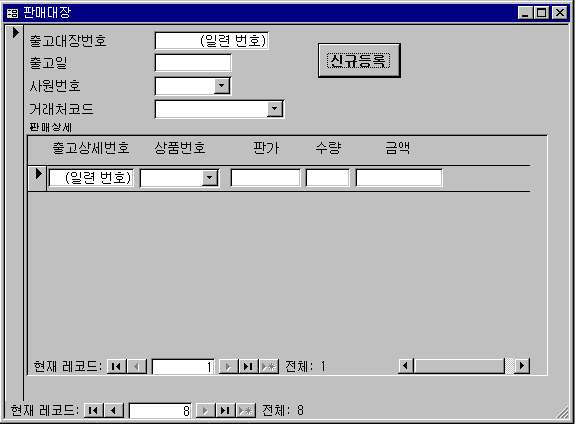 판매대장
출고대장번호 (일련 번호)
신규등록
출고일
사원번호
거래처코드
판매상세
출고상세번호 상품번호 판가 수량 금액
(일련 번호)
현재 레코드: 1 전체: 1
현재 레코드: 8 전체: 8